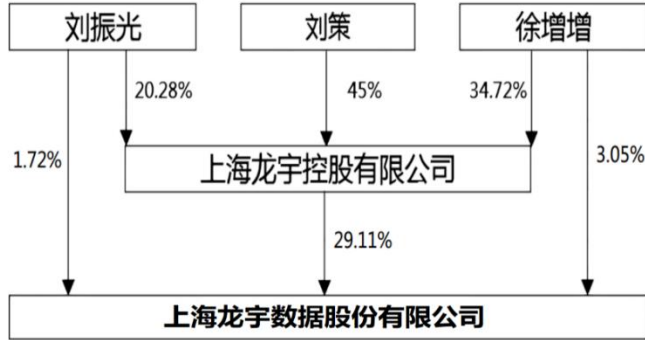 刘振光 刘策 徐增增
20.28% 45% 34.72%
1.72% 上海龙宇控股有限公司 3.05%
29.11%
上海龙宇数据股份有限公司